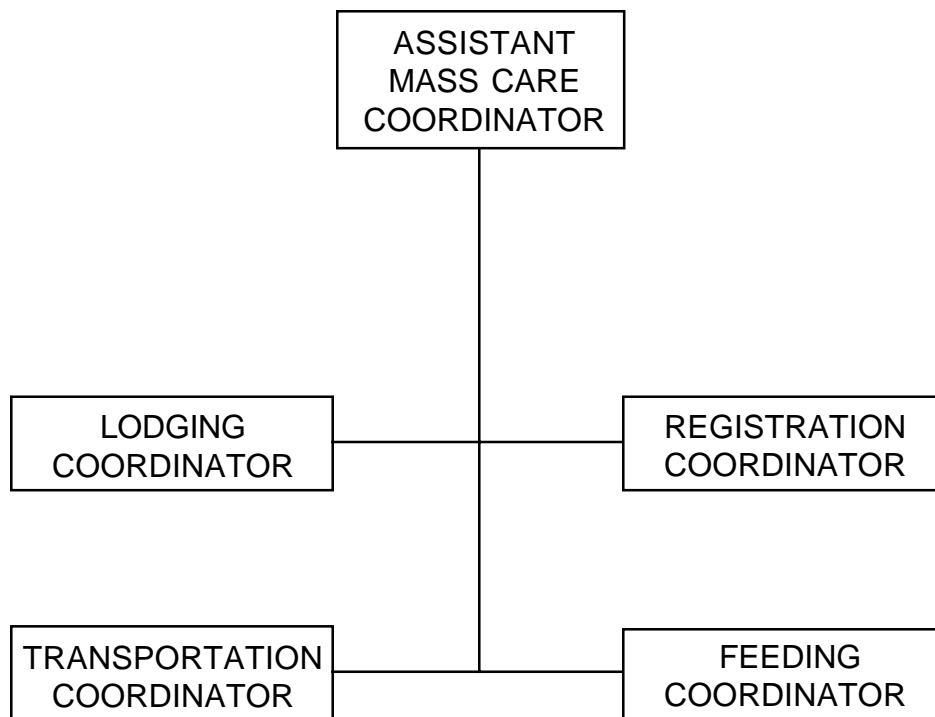 ASSISTANT
MASS CARE
COORDINATOR
LODGING
COORDINATOR
REGISTRATION
COORDINATOR
TRANSPORTATION
COORDINATOR
FEEDING
COORDINATOR